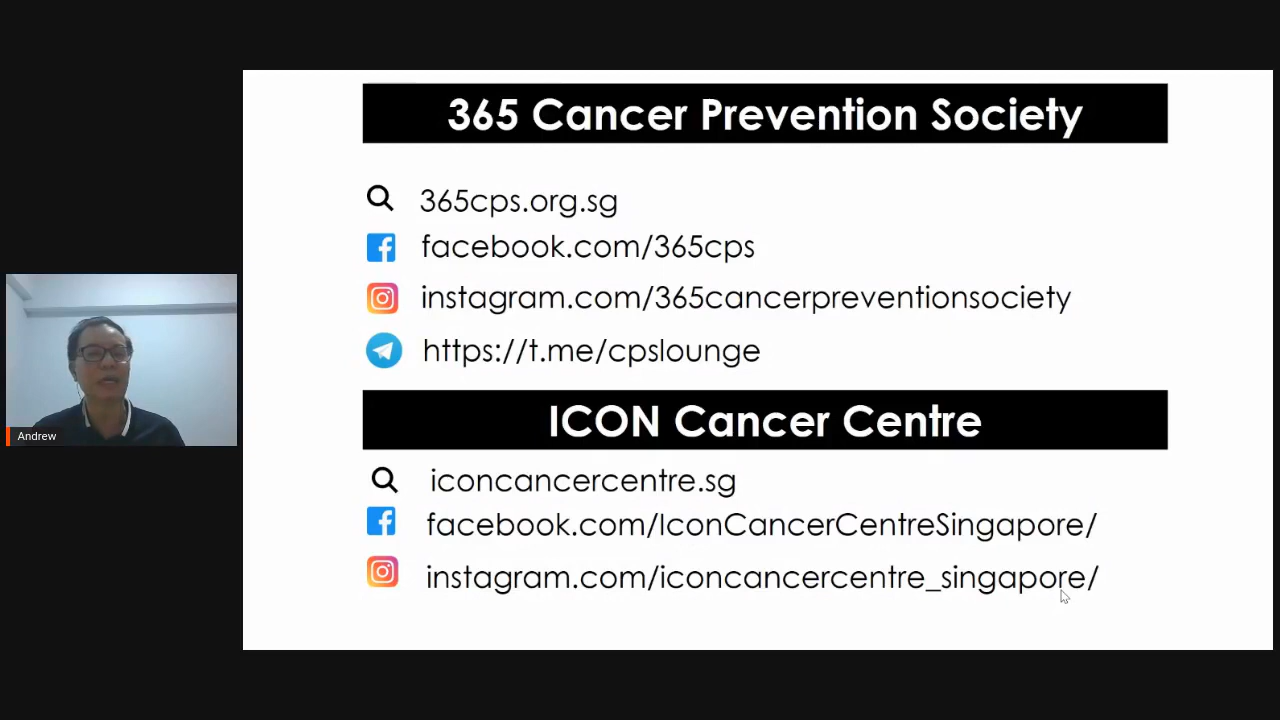 365 Cancer Prevention Society
365cps.org.sg
facebook.com/365cps
instagram.com/365cancerpreventionsociety
https://t.me/cpslounge
Andrew
ICON Cancer Centre
iconcancercentre.sg
facebook.com/IconCancerCentreSingapore/
instagram.com/iconcancercentre_singapore/